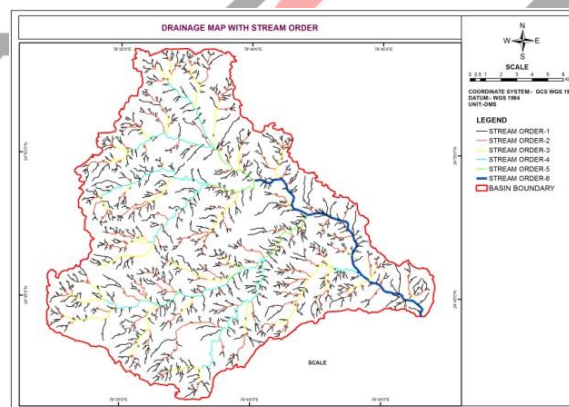 DRAINAGE MAP WITH STREAM ORDER
N
W E
S
SCALE
COORDINATE SYSTEM:- GCS WGS 19
DATUM:- WGS 1984
UNIT:-DMS
LEGEND
STREAM ORDER-1
STREAM ORDER-2
STREAM ORDER-3
STREAM ORDER-4
STREAM ORDER-5
STREAM ORDER-6
BASIN BOUNDARY
SCALE